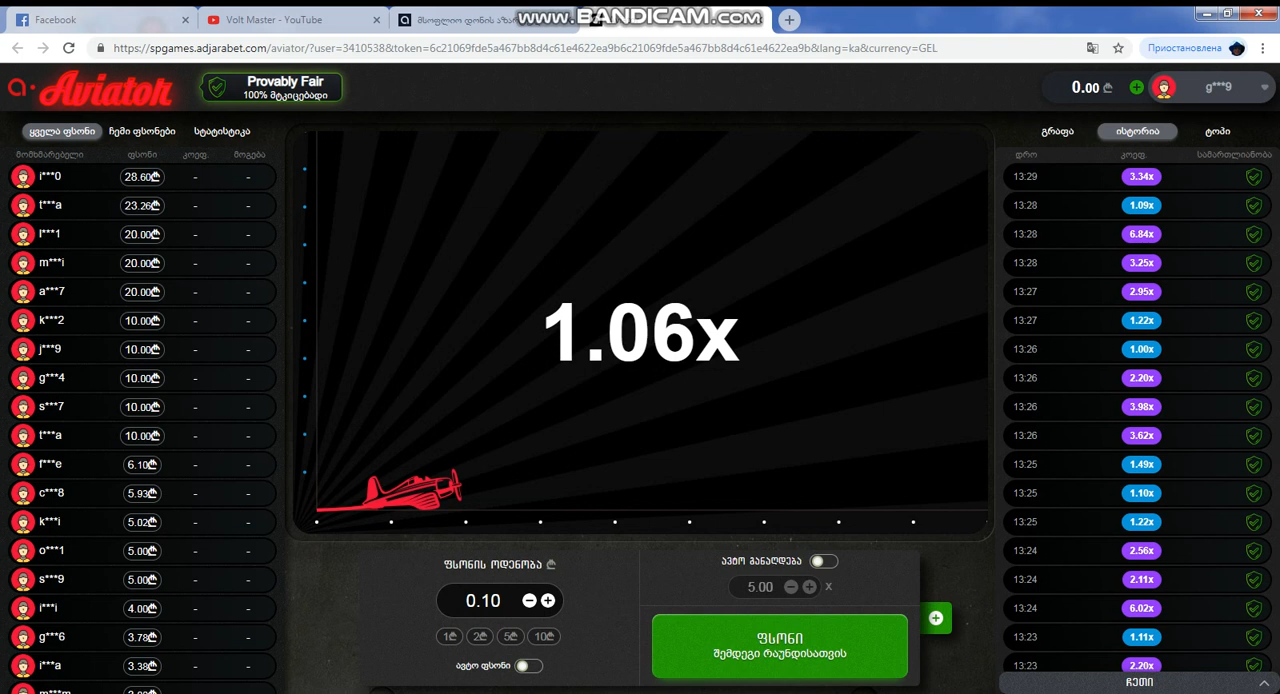 Facebook
Volt Master - YouTube
მსოფლიო დონის აზარ
www.BANDICAM.com
https://spgames.adjarabet.com/aviator/?user=3410538&token=6c21069fde5a467bb8d4c61e4622ea9b6c21069fde5a467bb8d4c61e4622ea9b&lang=ka&currency=GEL
Приостановлена
a· Aviator
Provably Fair
100% მტკიცებადი
0.00 ₾
g***9
ყველა ფსონი ჩემი ფსონები სტატისტიკა
მომხმარებელი ფსონი კოეფ. მოგება
i***0 28.60₾ - -
t***a 23.26₾ - -
l***1 20.00₾ - -
m***i 20.00₾ - -
a***7 20.00₾ - -
k***2 10.00₾ - -
j***9 10.00₾ - -
g***4 10.00₾ - -
s***7 10.00₾ - -
t***a 10.00₾ - -
f***e 6.10₾ - -
c***8 5.93₾ - -
k***i 5.02₾ - -
o***1 5.00₾ - -
s***9 5.00₾ - -
i***i 4.00₾ - -
g***6 3.78₾ - -
i***a 3.38₾ - -
1.06x
ფსონის ოდენობა ₾
0.10
1₾ 2₾ 5₾ 10₾
ავტო ფსონი
ავტო განაღდება
5.00 x
ფსონი
შემდეგი რაუნდისათვის
გრაფა ისტორია ტოპი
დრო კოეფ. სამართლიანობა
13:29 3.34x
13:28 1.09x
13:28 6.84x
13:28 3.25x
13:27 2.95x
13:27 1.22x
13:26 1.00x
13:26 2.20x
13:26 3.98x
13:26 3.62x
13:25 1.49x
13:25 1.10x
13:25 1.22x
13:24 2.56x
13:24 2.11x
13:24 6.02x
13:23 1.11x
13:23 2.20x
ჩეთი